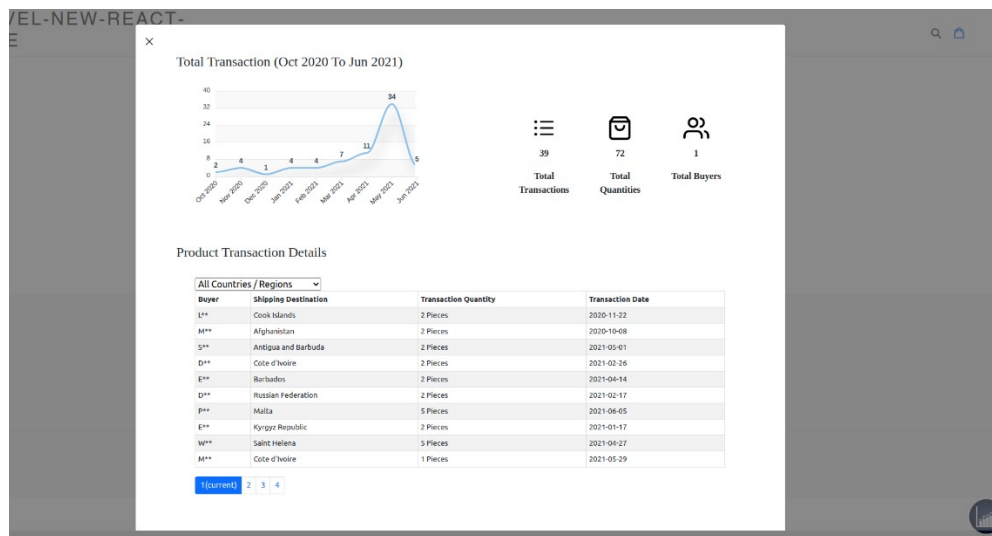 VEL-NEW-REACT-
E
×
Total Transaction (Oct 2020 To Jun 2021)
40
32
24
16
8
0
2
4
1
4
4
7
11
34
5
Oct 2020
Nov 2020
Dec 2020
Jan 2021
Feb 2021
Mar 2021
Apr 2021
May 2021
Jun 2021
39
72
1
Total Transactions
Total Quantities
Total Buyers
Product Transaction Details
All Countries / Regions
Buyer Shipping Destination Transaction Quantity Transaction Date
L** Cook Islands 2 Pieces 2020-11-22
M** Afghanistan 2 Pieces 2020-10-08
S** Antigua and Barbuda 2 Pieces 2021-05-01
D** Cote d'Ivoire 2 Pieces 2021-02-26
E** Barbados 2 Pieces 2021-04-14
D** Russian Federation 2 Pieces 2021-02-17
P** Malta 5 Pieces 2021-06-05
E** Kyrgyz Republic 2 Pieces 2021-01-17
W** Saint Helena 5 Pieces 2021-04-27
M** Cote d'Ivoire 1 Pieces 2021-05-29
1(current) 2 3 4